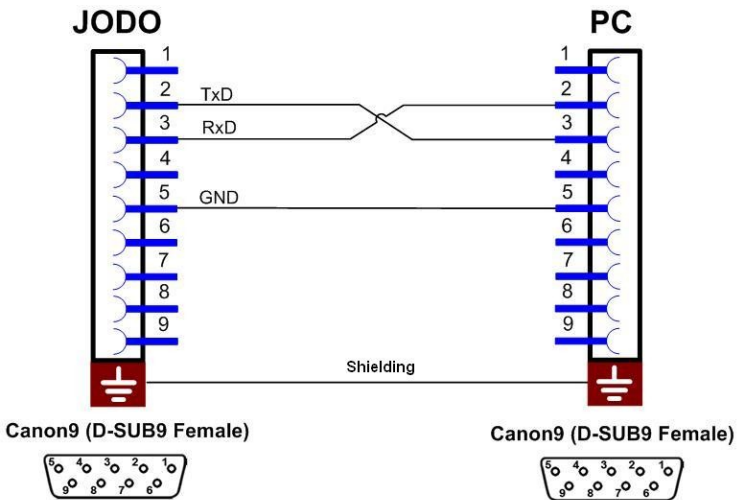 JODO PC
1 1
2 TxD 2
3 RxD 3
4 4
5 GND 5
6 6
7 7
8 8
9 9
Shielding
Canon9 (D-SUB9 Female) Canon9 (D-SUB9 Female)
5 4 3 2 1 5 4 3 2 1
9 8 7 6 9 8 7 6